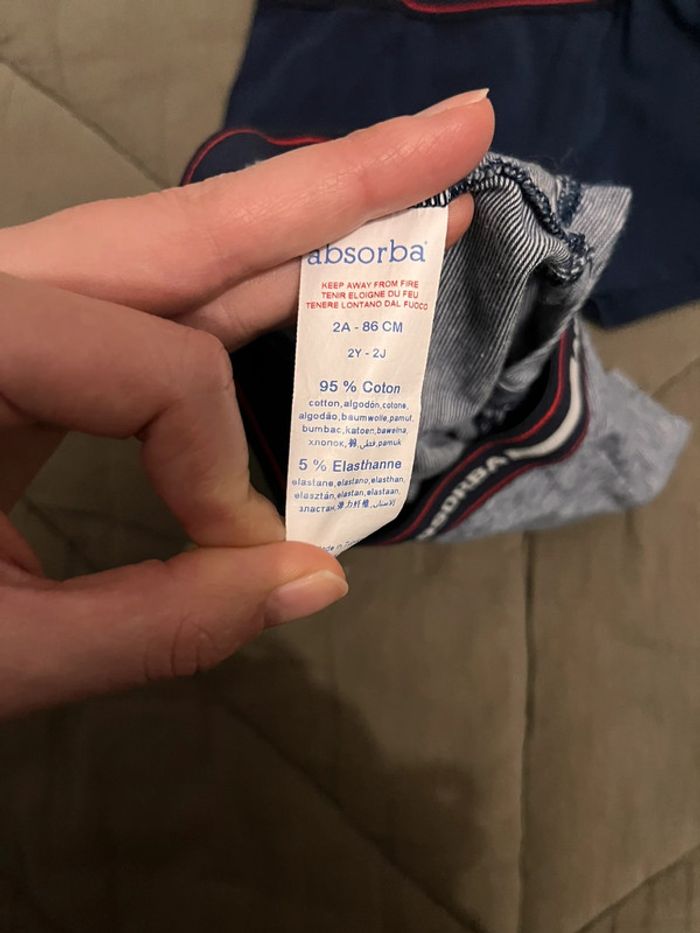 absorba
KEEP AWAY FROM FIRE
TENIR ELOIGNE DU FEU
TENERE LONTANO DAL FUOCO
2A - 86 CM
2Y - 2J
95 % Coton
cotton,algodón,cotone,
algodão,baumwolle,pamut,
bumbac,katoen,bawełna,
хлопок,棉,قطن,pamuk
5 % Elasthanne
elastane,elastano,elasthan,
elasztán,elastan,elastaan,
эластан,弹力纤维,الاستان
ABSORBA